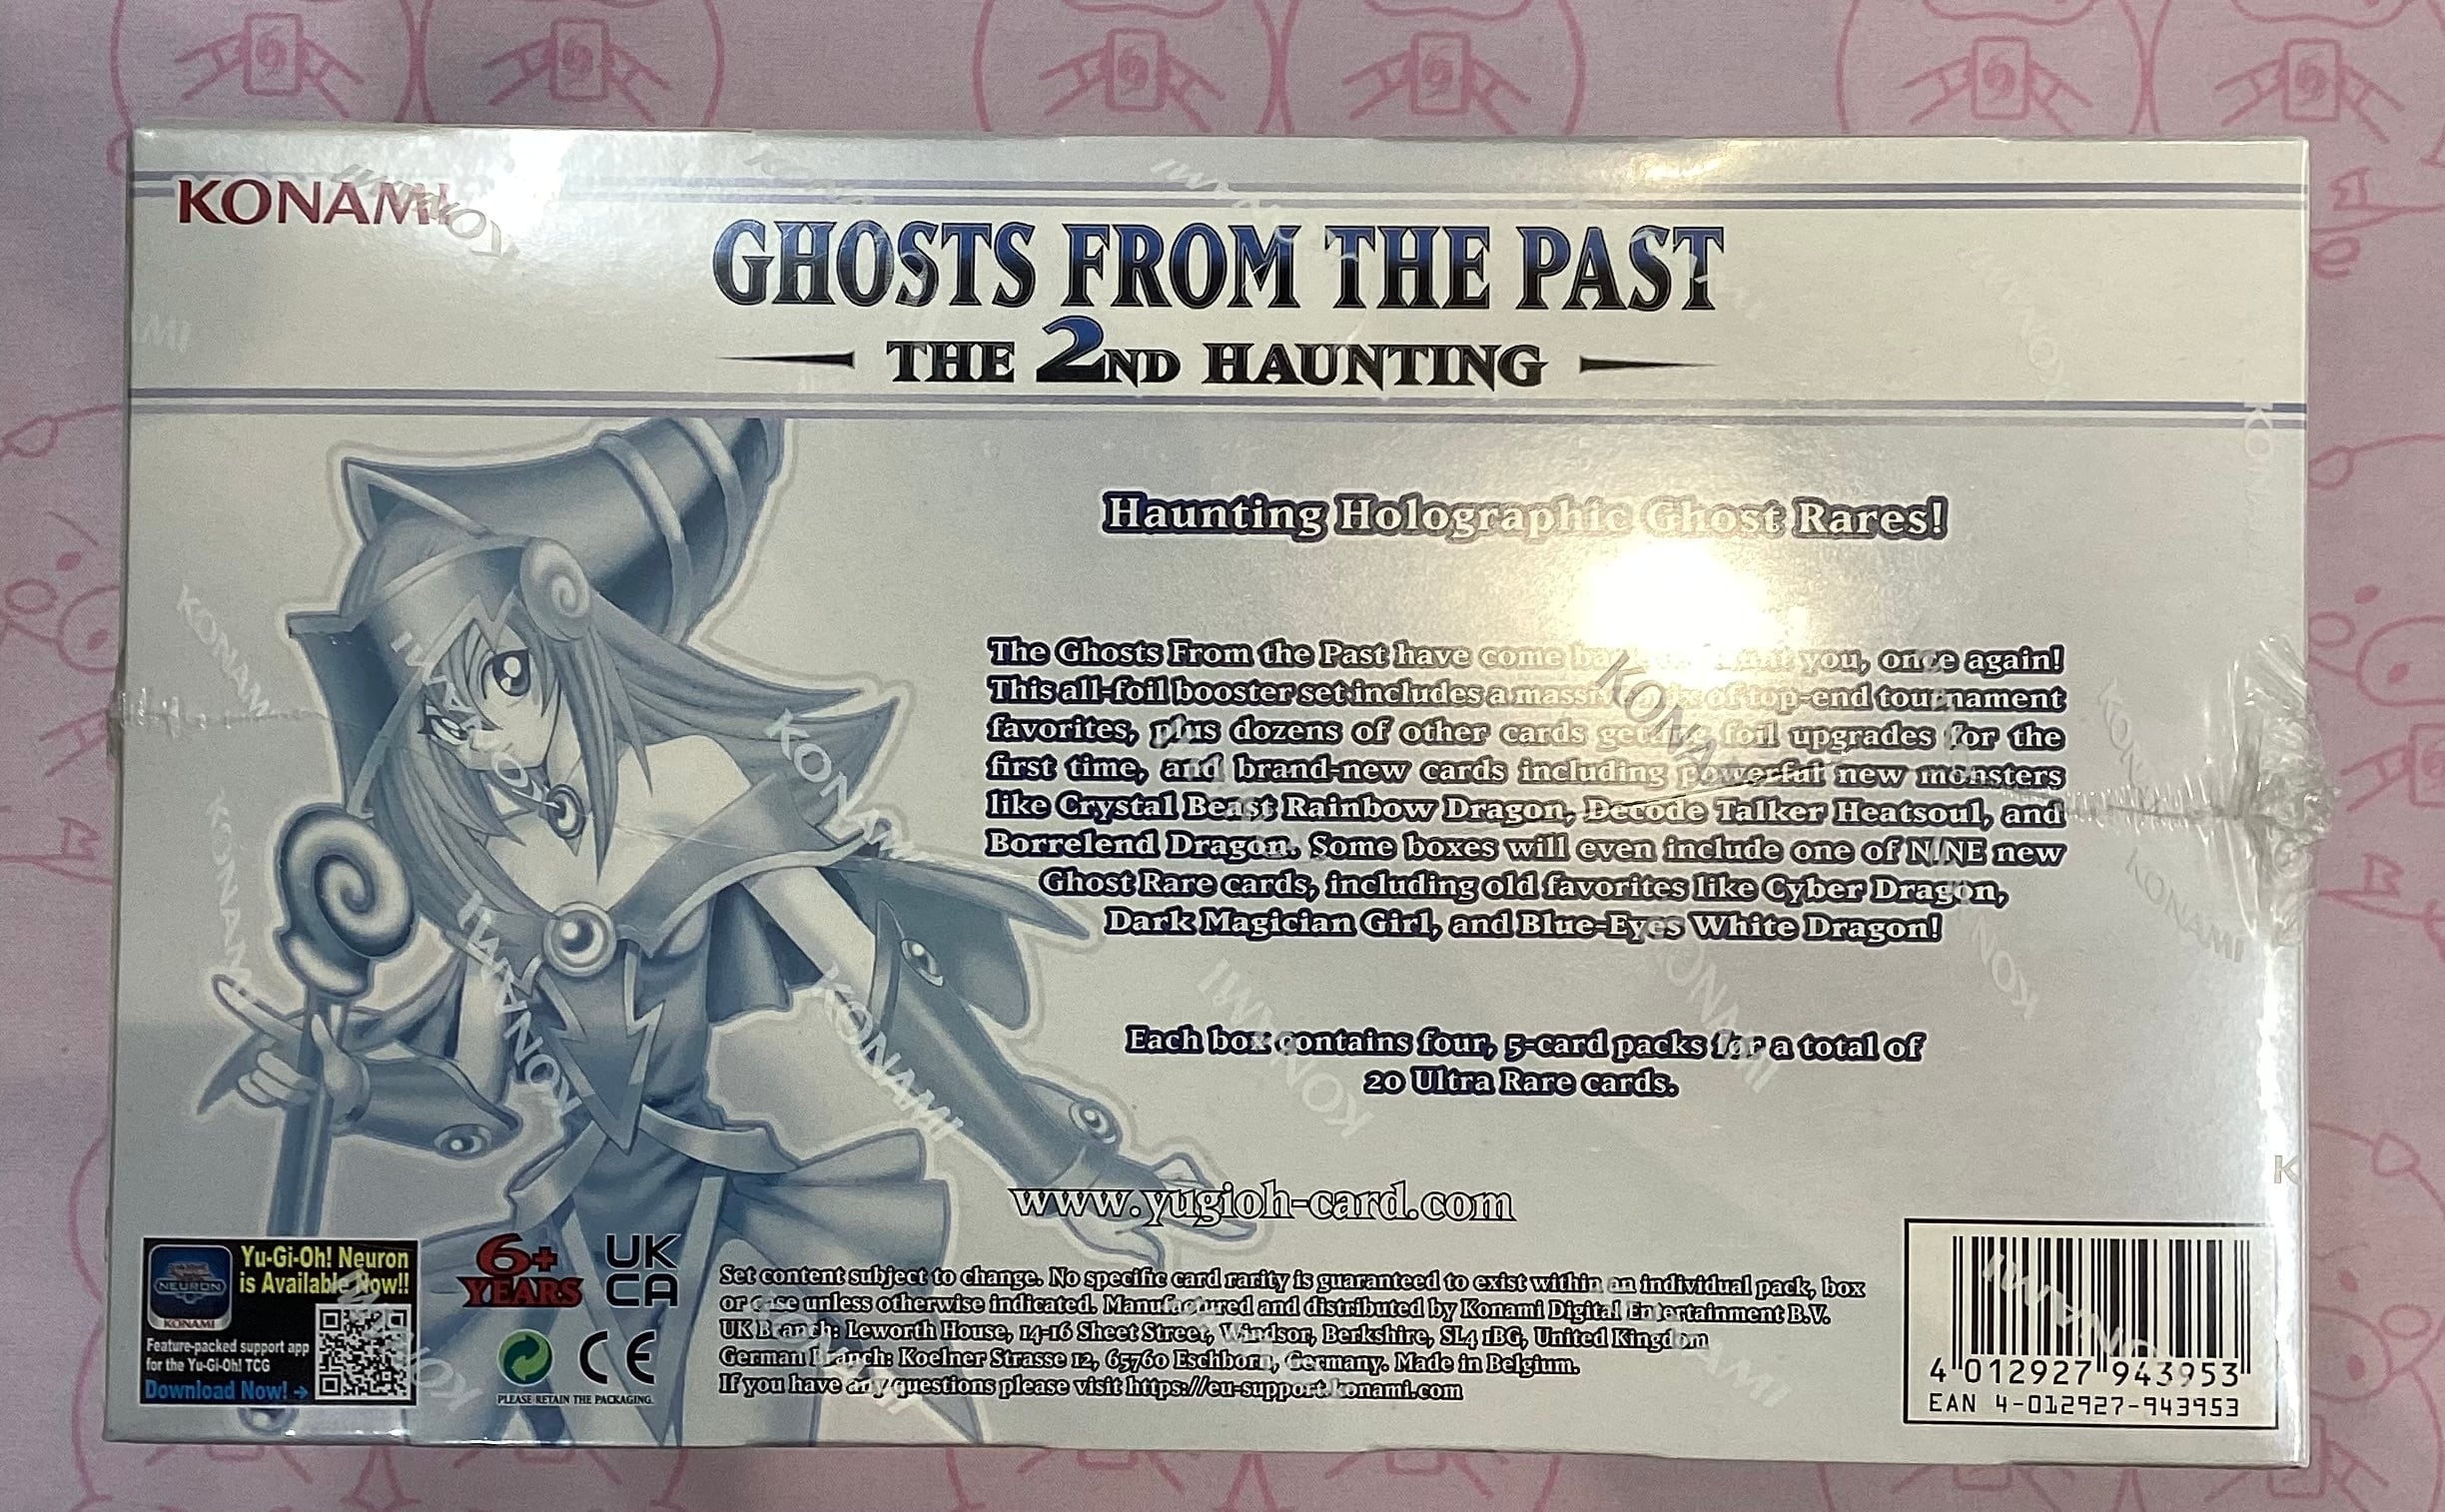 KONAMI
GHOSTS FROM THE PAST
THE 2ND HAUNTING
Haunting Holographic Ghost Rares!
The Ghosts From the Past have come you, once again!
This all-foil booster set includes a of top-end tournament
favorites, plus dozens of other cards getting foil upgrades for the
first time, and brand-new cards including powerful new monsters
like Crystal Beast Rainbow Dragon, Decode Talker Heatsoul, and
Borrelend Dragon. Some boxes will even include one of NINE new
Ghost Rare cards, including old favorites like Cyber Dragon,
Dark Magician Girl, and Blue-Eyes White Dragon!
Each box contains four, 5-card packs for a total of
20 Ultra Rare cards.
www.yugioh-card.com
Yu-Gi-Oh! Neuron
is Available Now!!
NEURON
KONAMI
Feature-packed support app
for the Yu-Gi-Oh! TCG
Download Now! →
6+
YEARS
UK
CA
CE
PLEASE RETAIN THE PACKAGING.
Set content subject to change. No specific card rarity is guaranteed to exist within an individual pack, box
or case unless otherwise indicated. Manufactured and distributed by Konami Digital Entertainment B.V.
UK Branch: Leworth House, 14-16 Sheet Street, Windsor, Berkshire, SL4 1BG, United Kingdom
German Branch: Koelner Strasse 12, 65760 Eschborn, Germany. Made in Belgium.
If you have any questions please visit https://eu-support.konami.com
4 012927 943953
EAN 4-012927-943953